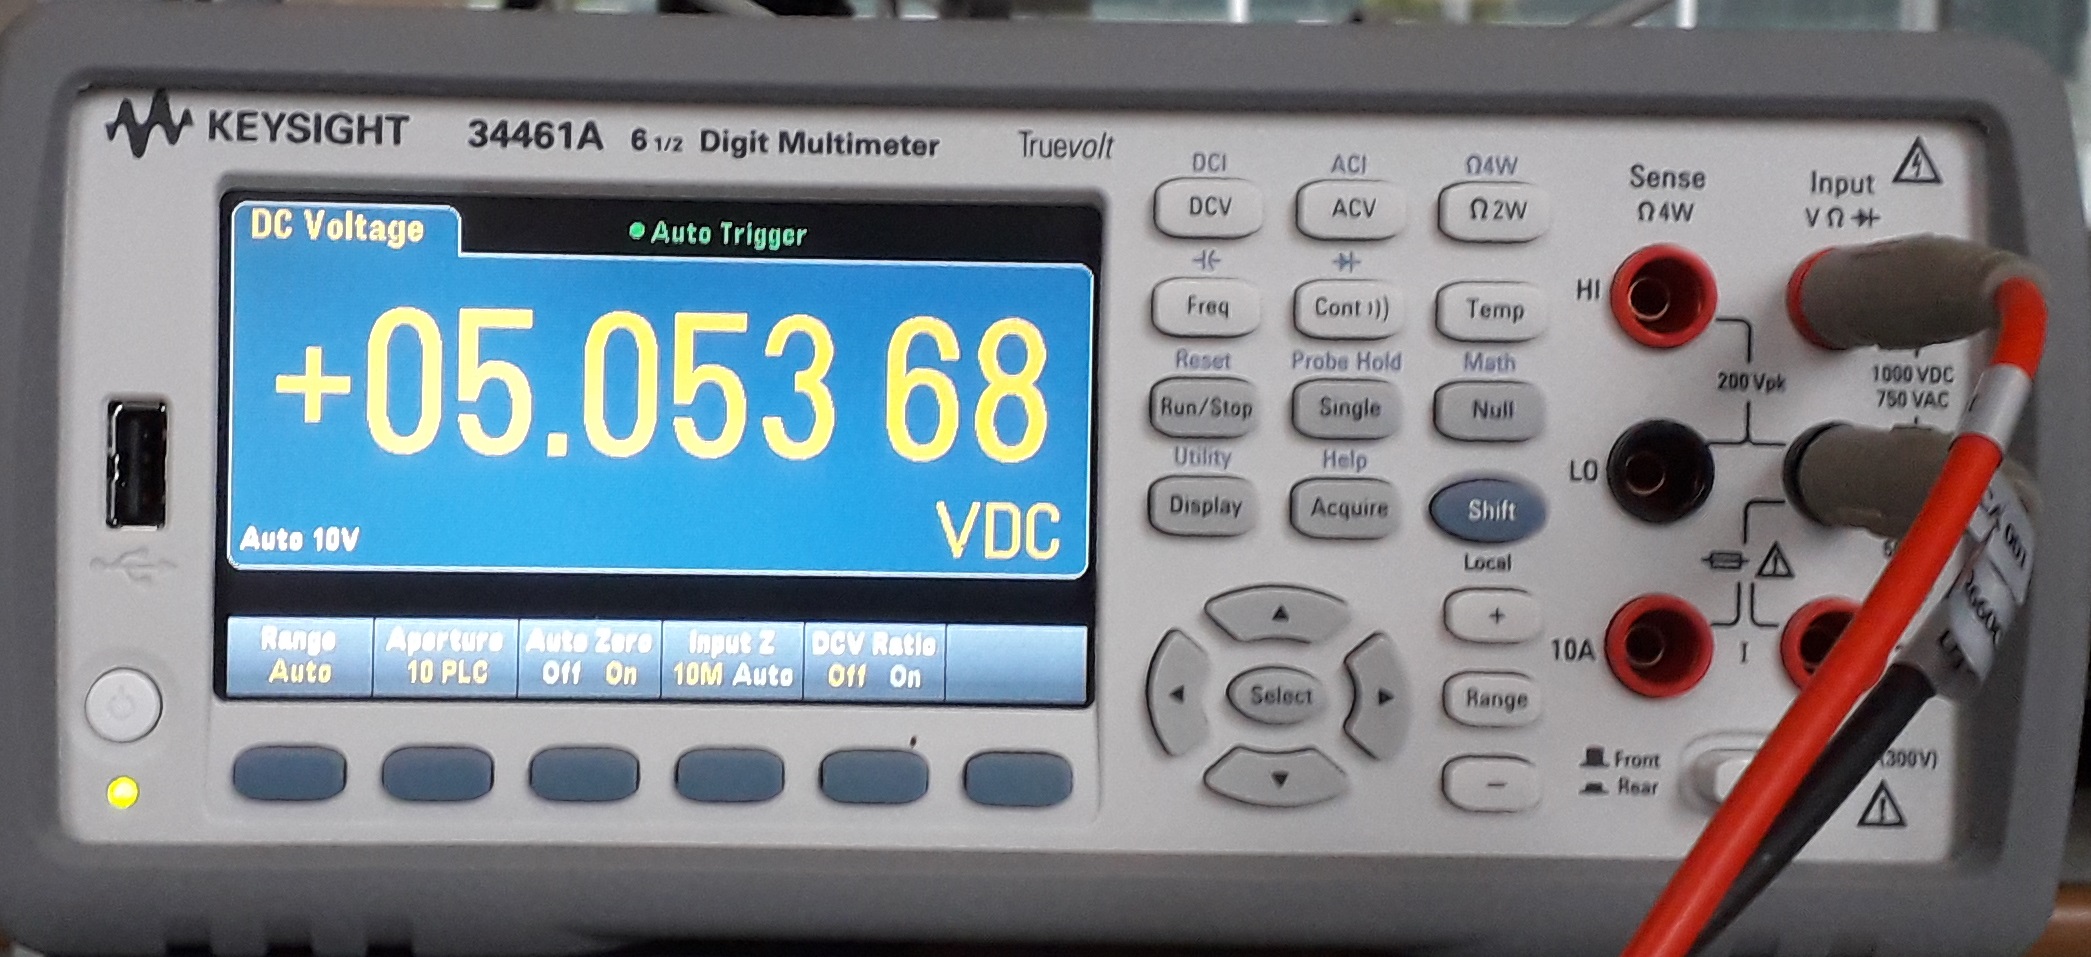 KEYSIGHT 34461A 6 1/2 Digit Multimeter Truevolt
DC Voltage
Auto Trigger
+05.053 68
VDC
Auto 10V
Range Aperture Auto Zero Input Z DCV Ratio
Auto 10 PLC Off On 10M Auto Off On
DCI ACI Ω4W
DCV ACV Ω2W
Freq Cont Temp
Reset Probe Hold Math
Run/Stop Single Null
Utility Help
Display Acquire Shift
Local
+
Select
Range
−
Sense
Ω4W
Input
VΩ
HI
200 Vpk
1000 VDC
750 VAC
LO
10A
I
Front
Rear
(300V)